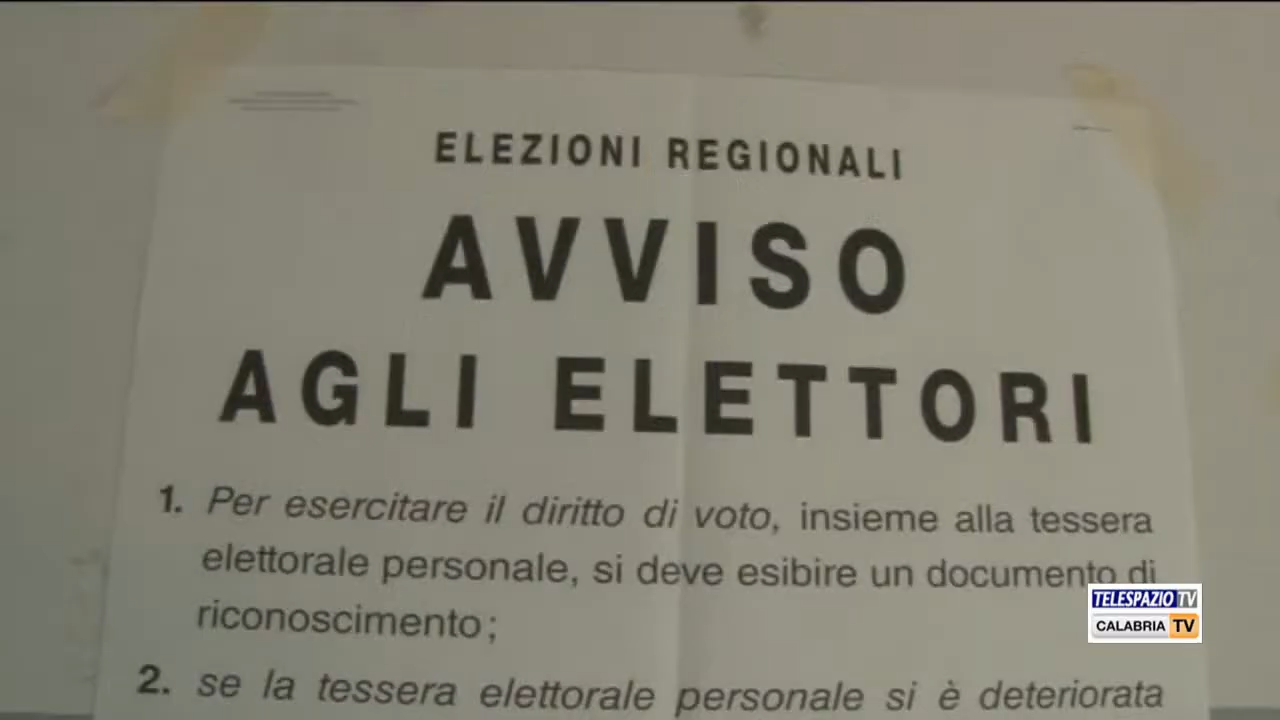 ELEZIONI REGIONALI
AVVISO
AGLI ELETTORI
1. Per esercitare il diritto di voto, insieme alla tessera
elettorale personale, si deve esibire un documento di
riconoscimento;
2. se la tessera elettorale personale si è deteriorata
TELESPAZIO TV
CALABRIA TV